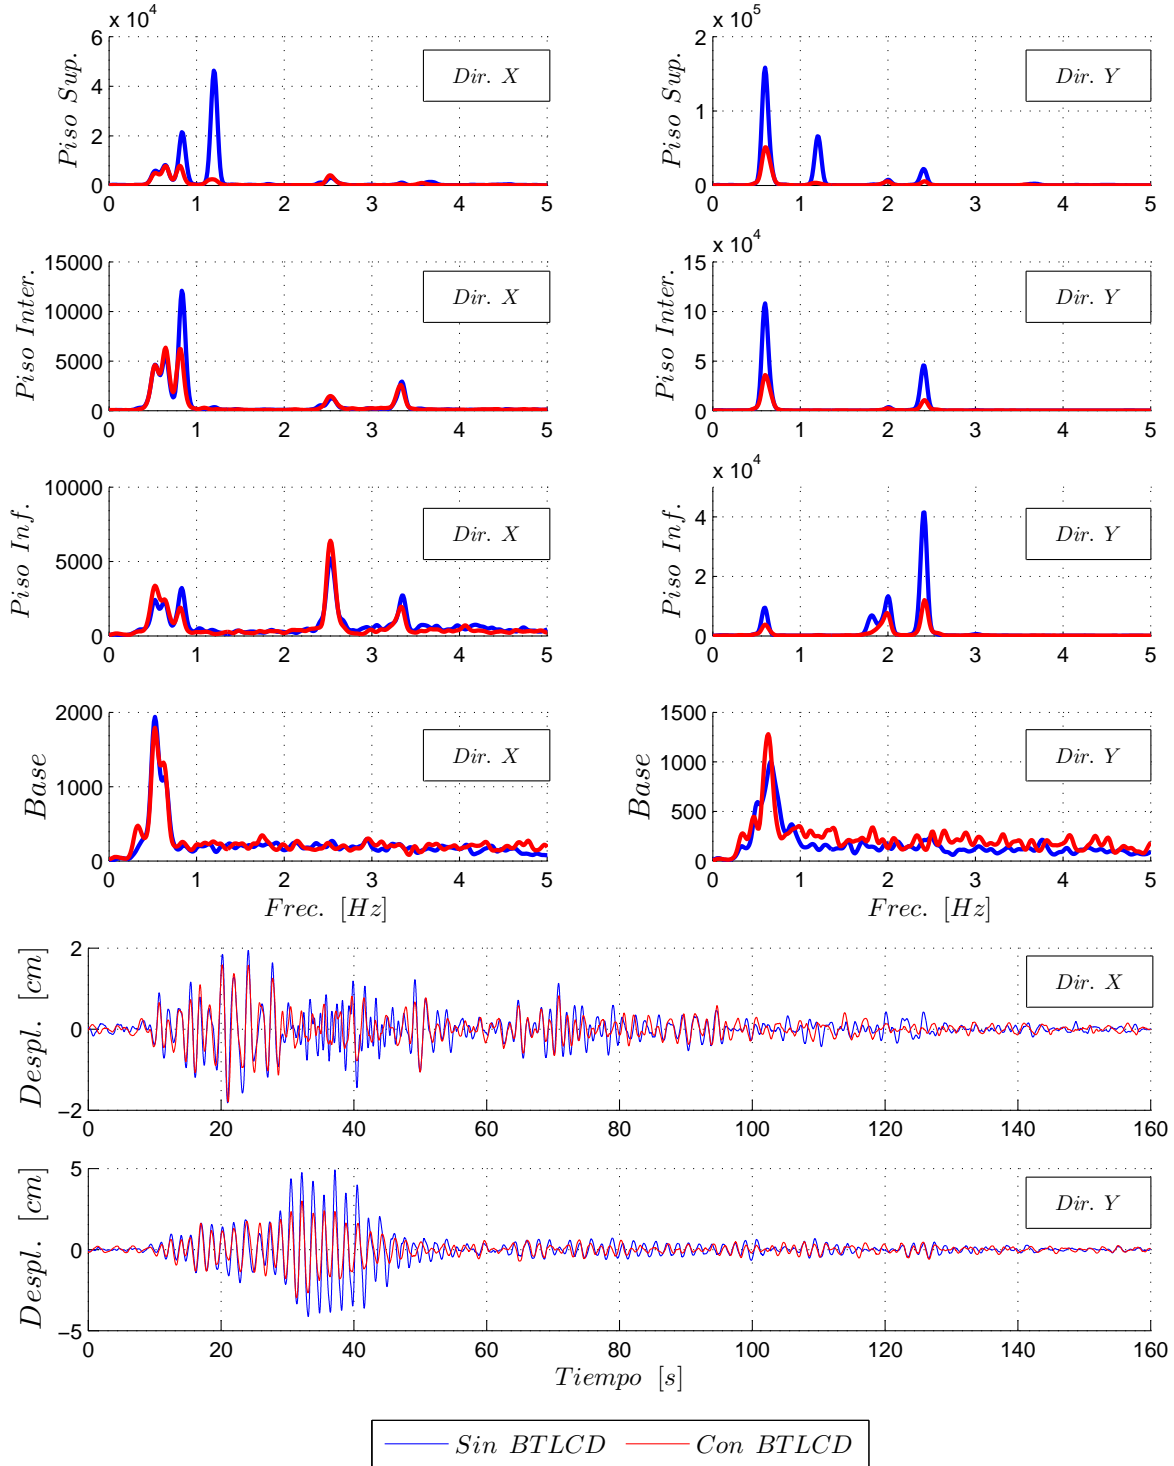 x 10^4
6
4
2
0
0 1 2 3 4 5
Piso Sup.
Dir. X
x 10^5
2
1
0
0 1 2 3 4 5
Piso Sup.
Dir. Y
15000
10000
5000
0
0 1 2 3 4 5
Piso Inter.
Dir. X
x 10^4
15
10
5
0
0 1 2 3 4 5
Piso Inter.
Dir. Y
10000
5000
0
0 1 2 3 4 5
Piso Inf.
Dir. X
x 10^4
4
2
0
0 1 2 3 4 5
Piso Inf.
Dir. Y
2000
1000
0
0 1 2 3 4 5
Base
Dir. X
Frec. [Hz]
1500
1000
500
0
0 1 2 3 4 5
Base
Dir. Y
Frec. [Hz]
2
0
−2
0 20 40 60 80 100 120 140 160
Despl. [cm]
Dir. X
5
0
−5
0 20 40 60 80 100 120 140 160
Despl. [cm]
Dir. Y
Tiempo [s]
Sin BTLCD Con BTLCD